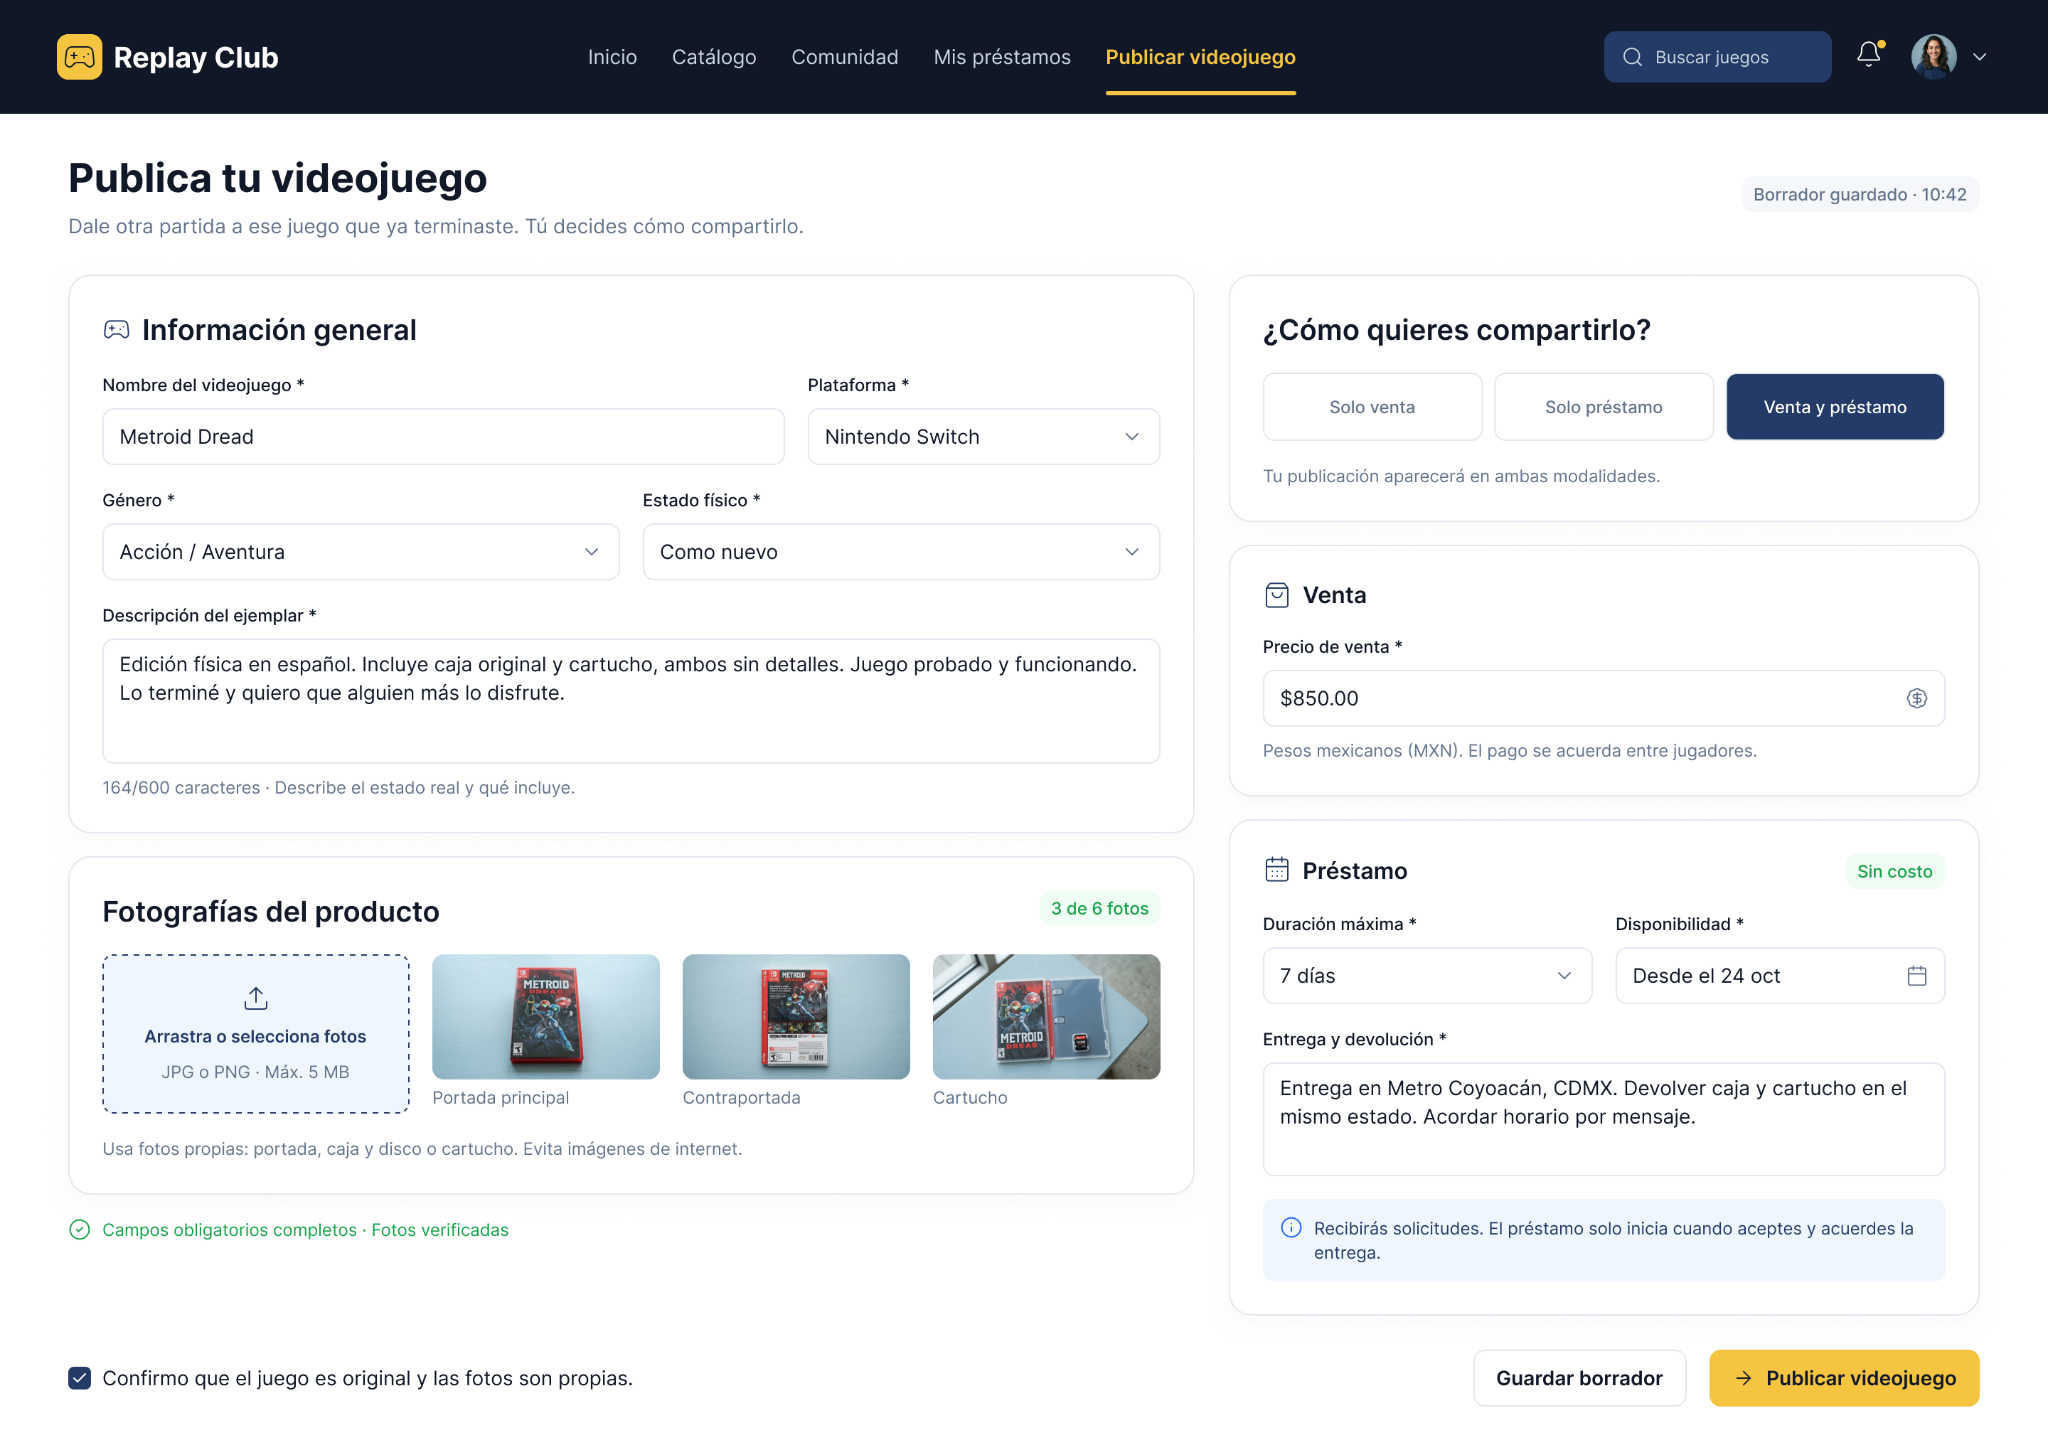 Replay Club
Inicio
Catálogo
Comunidad
Mis préstamos
Publicar videojuego
Buscar juegos
Publica tu videojuego
Dale otra partida a ese juego que ya terminaste. Tú decides cómo compartirlo.
Borrador guardado · 10:42
Información general
Nombre del videojuego *
Metroid Dread
Plataforma *
Nintendo Switch
Género *
Acción / Aventura
Estado físico *
Como nuevo
Descripción del ejemplar *
Edición física en español. Incluye caja original y cartucho, ambos sin detalles. Juego probado y funcionando.
Lo terminé y quiero que alguien más lo disfrute.
164/600 caracteres · Describe el estado real y qué incluye.
Fotografías del producto
3 de 6 fotos
Arrastra o selecciona fotos
JPG o PNG · Máx. 5 MB
METROID
DREAD
Portada principal
METROID
DREAD
Contraportada
METROID
DREAD
Cartucho
Usa fotos propias: portada, caja y disco o cartucho. Evita imágenes de internet.
Campos obligatorios completos · Fotos verificadas
¿Cómo quieres compartirlo?
Solo venta
Solo préstamo
Venta y préstamo
Tu publicación aparecerá en ambas modalidades.
Venta
Precio de venta *
$850.00
Pesos mexicanos (MXN). El pago se acuerda entre jugadores.
Préstamo
Sin costo
Duración máxima *
7 días
Disponibilidad *
Desde el 24 oct
Entrega y devolución *
Entrega en Metro Coyoacán, CDMX. Devolver caja y cartucho en el
mismo estado. Acordar horario por mensaje.
Recibirás solicitudes. El préstamo solo inicia cuando aceptes y acuerdes la
entrega.
Confirmo que el juego es original y las fotos son propias.
Guardar borrador
Publicar videojuego